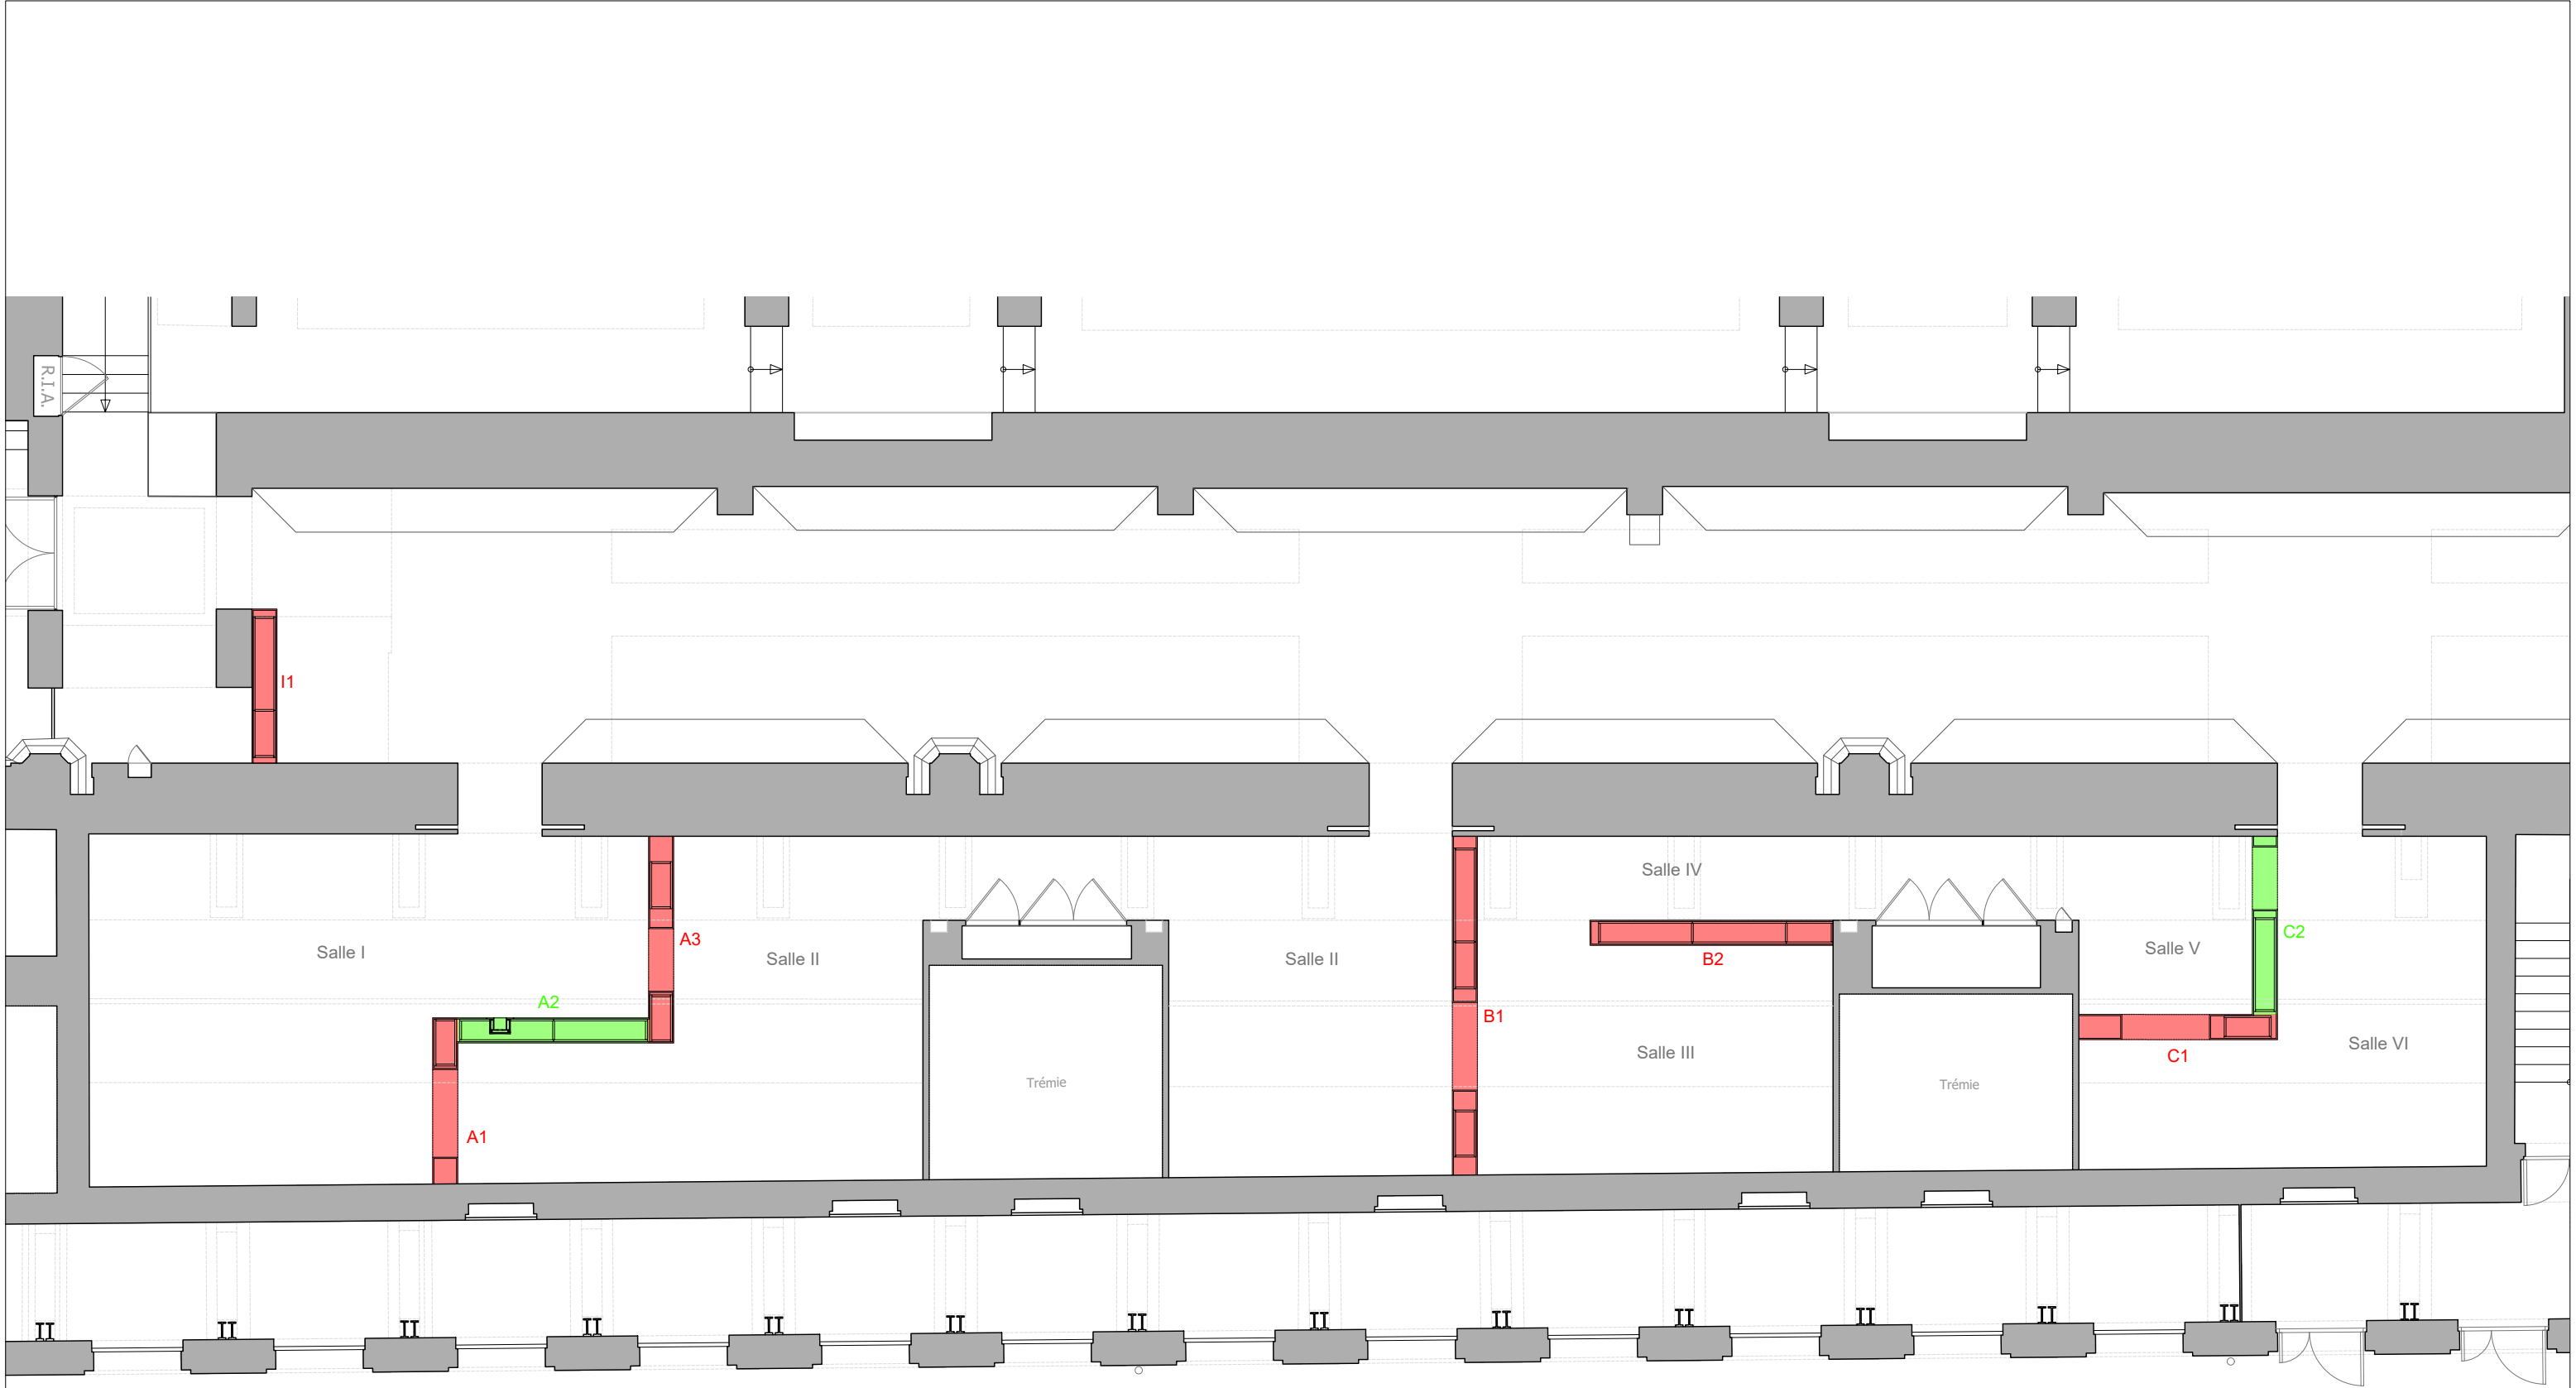 R.I.A.
I1
Salle I
A2
A3
A1
Salle II
Trémie
Salle II
Salle IV
B2
B1
Salle III
Trémie
Salle V
C2
C1
Salle VI